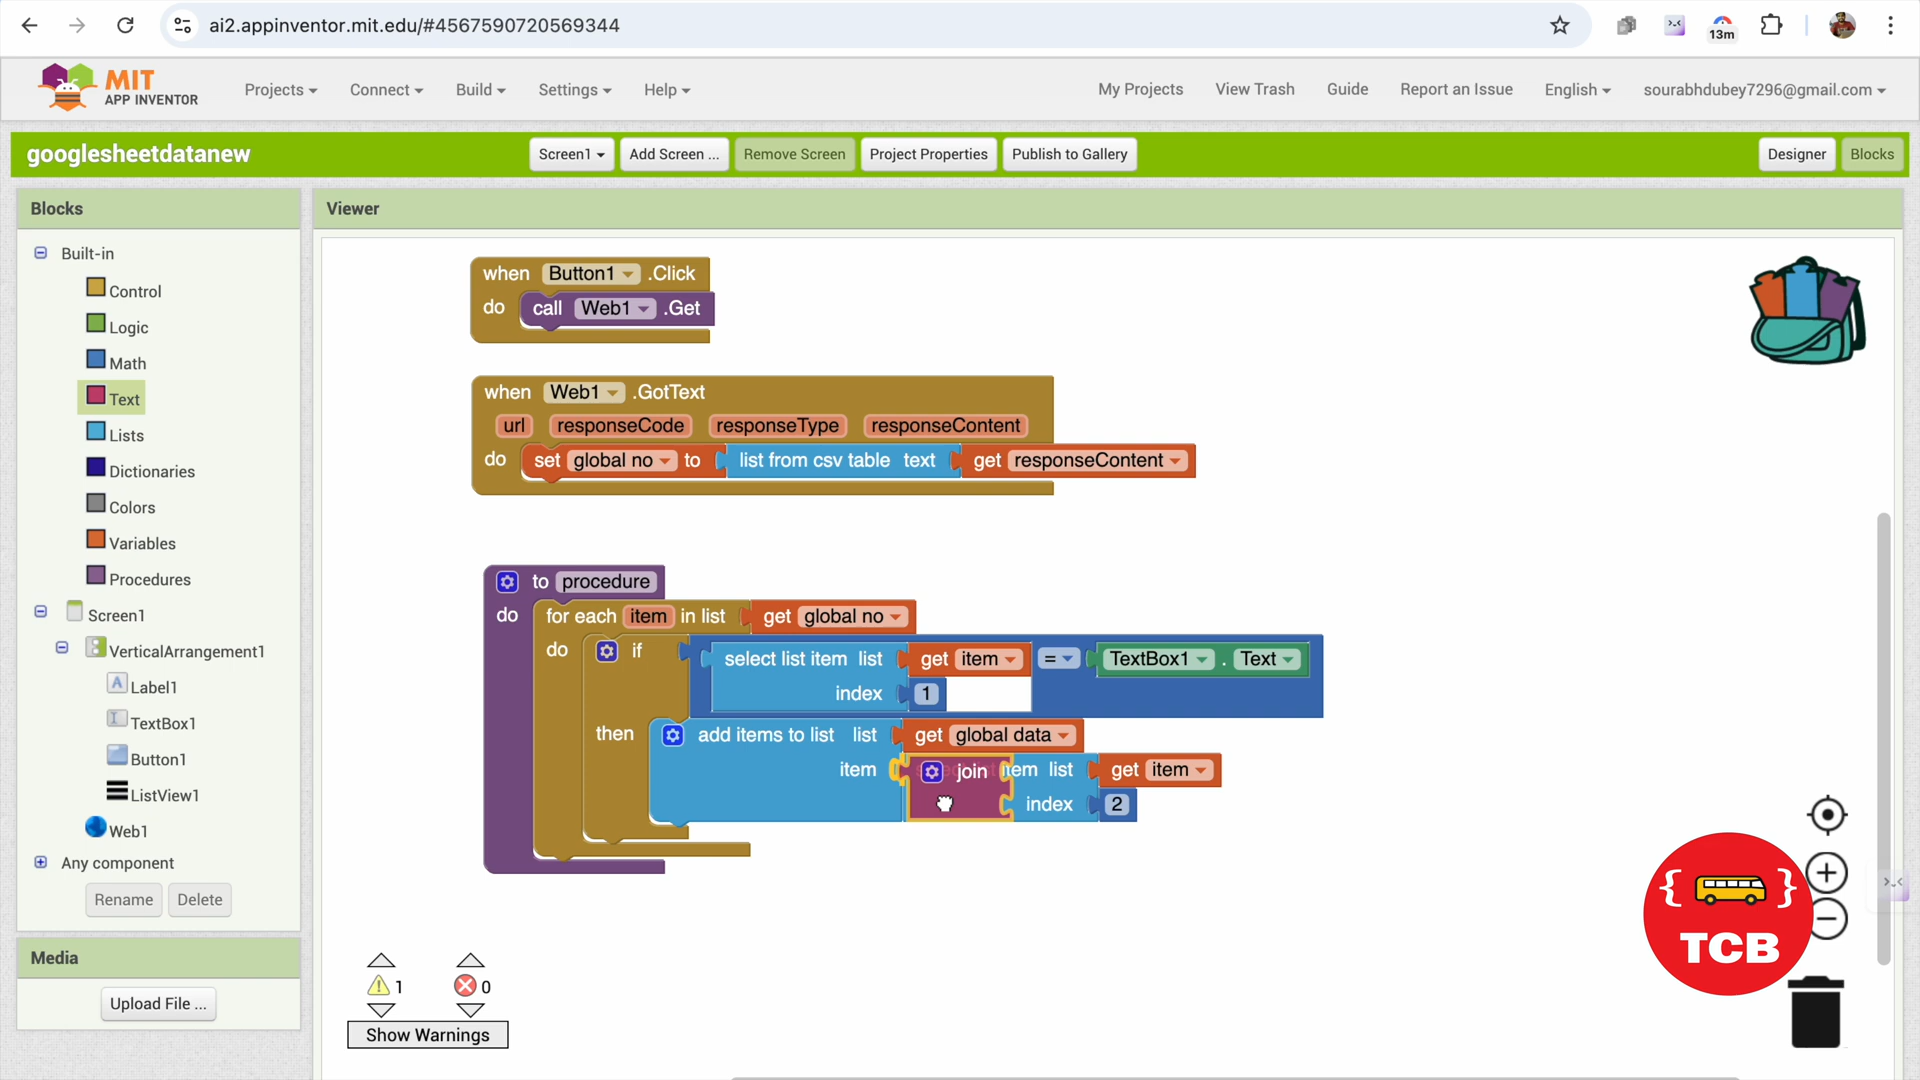 ai2.appinventor.mit.edu/#4567590720569344
13m
MIT
APP INVENTOR
Projects
Connect
Build
Settings
Help
My Projects
View Trash
Guide
Report an Issue
English
sourabhdubey7296@gmail.com
googlesheetdatanew
Screen1
Add Screen ...
Remove Screen
Project Properties
Publish to Gallery
Designer
Blocks
Blocks
Built-in
Control
Logic
Math
Text
Lists
Dictionaries
Colors
Variables
Procedures
Screen1
VerticalArrangement1
Label1
TextBox1
Button1
ListView1
Web1
Any component
Rename
Delete
Media
Upload File ...
Viewer
when Button1 .Click
do call Web1 .Get
when Web1 .GotText
url responseCode responseType responseContent
do set global no to list from csv table text get responseContent
to procedure
do for each item in list get global no
do if select list item list get item = TextBox1 . Text
index 1
then add items to list list get global data
item join item list get item
index 2
1 0
Show Warnings
{ }
TCB